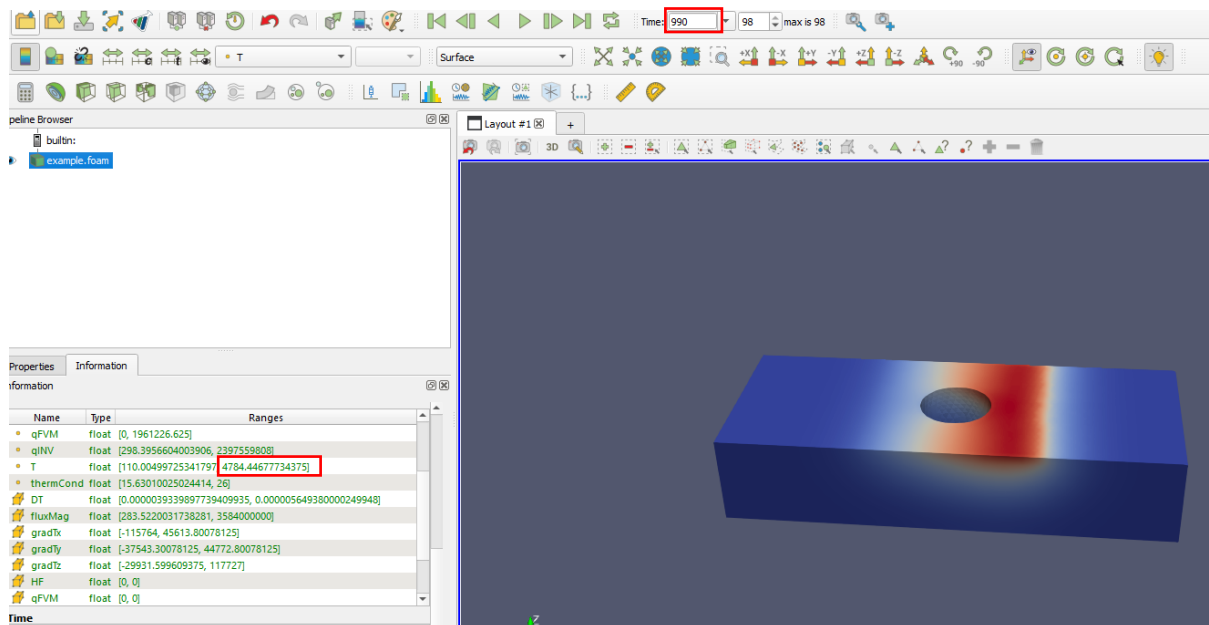 Time: 990 98 max is 98
T Surface
+X -X +Y -Y +Z -Z +90 -90
Pipeline Browser
builtin:
example.foam
Layout #1 +
3D
Properties Information
Information
Name Type Ranges
qFVM float [0, 1961226.625]
qINV float [298.3956604003906, 2397559808]
T float [110.00499725341797, 4784.44677734375]
thermCond float [15.63010025024414, 26]
DT float [0.0000039339897739409935, 0.000005649380000249948]
fluxMag float [283.5220031738281, 3584000000]
gradTx float [-115764, 45613.80078125]
gradTy float [-37543.30078125, 44772.80078125]
gradTz float [-29931.599609375, 117727]
HF float [0, 0]
qFVM float [0, 0]
Time
Z